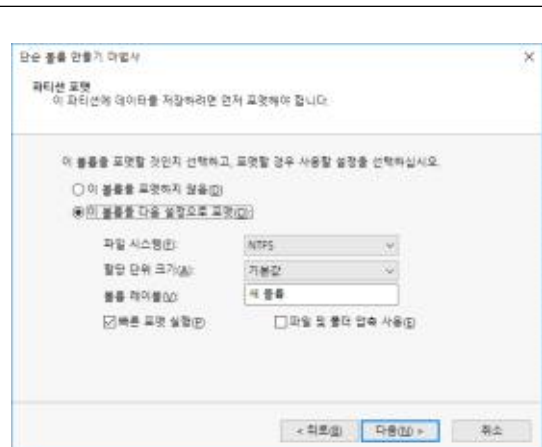 단순 볼륨 만들기 마법사
파티션 포맷
이 파티션에 데이터를 저장하려면 먼저 포맷해야 합니다.
이 볼륨을 포맷할 것인지 선택하고, 포맷할 경우 사용할 설정을 선택하십시오.
이 볼륨을 포맷하지 않음(D)
이 볼륨을 다음 설정으로 포맷(O):
파일 시스템(F): NTFS
할당 단위 크기(A): 기본값
볼륨 레이블(V): 새 볼륨
빠른 포맷 실행(P) 파일 및 폴더 압축 사용(E)
< 뒤로(B) 다음(N) > 취소